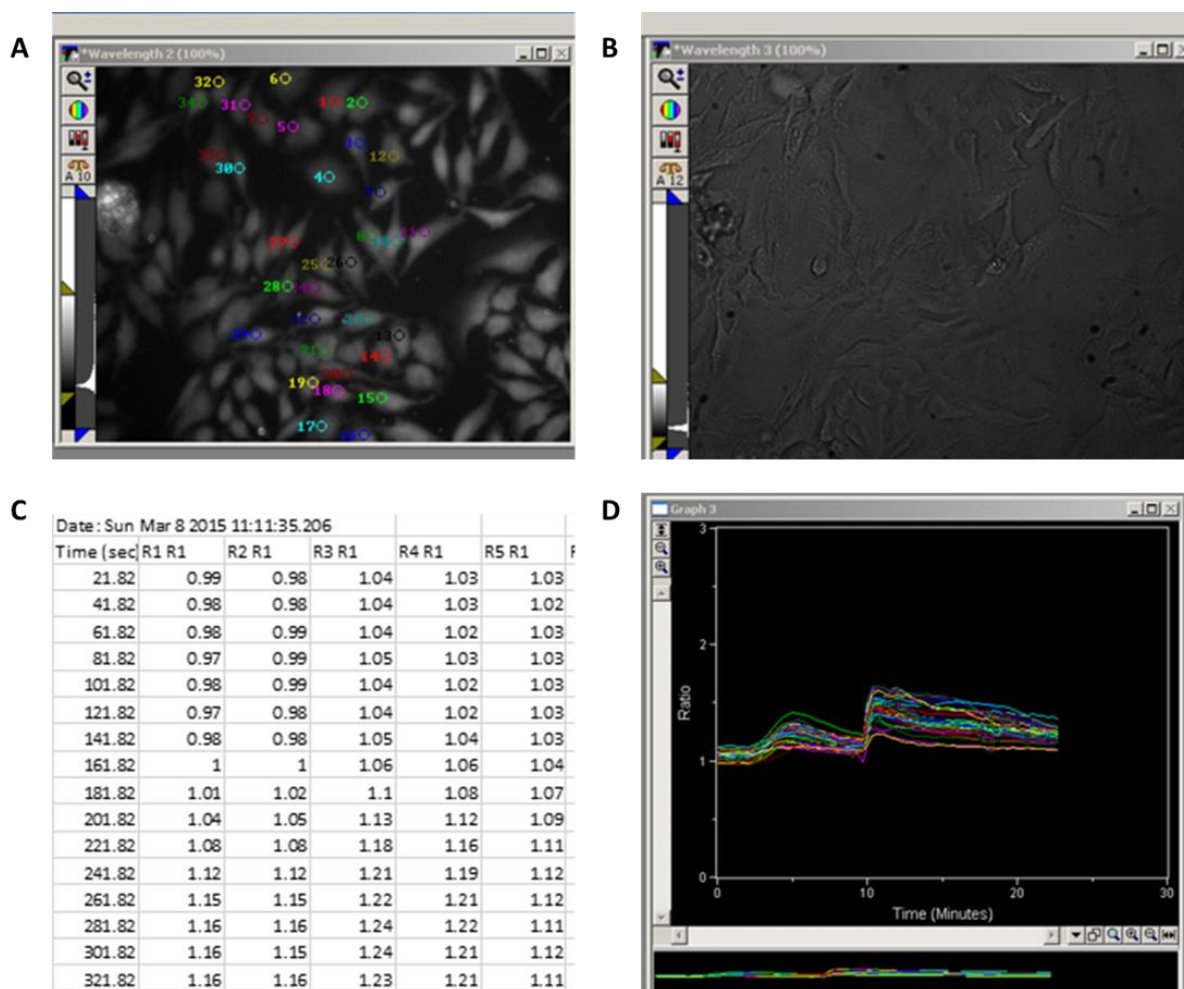 A
*Wavelength 2 (100%)
A 10
32 6
34 31 1 2
5
12
30 4
11
27 8
25 26
28
13
21 14
19
18 15
17
16
B
*Wavelength 3 (100%)
A 12
C
Date: Sun Mar 8 2015 11:11:35.206
Time (sec R1 R1 R2 R1 R3 R1 R4 R1 R5 R1
21.82 0.99 0.98 1.04 1.03 1.03
41.82 0.98 0.98 1.04 1.03 1.02
61.82 0.98 0.99 1.04 1.02 1.03
81.82 0.97 0.99 1.05 1.03 1.03
101.82 0.98 0.99 1.04 1.02 1.03
121.82 0.97 0.98 1.04 1.02 1.03
141.82 0.98 0.98 1.05 1.04 1.03
161.82 1 1 1.06 1.06 1.04
181.82 1.01 1.02 1.1 1.08 1.07
201.82 1.04 1.05 1.13 1.12 1.09
221.82 1.08 1.08 1.18 1.16 1.11
241.82 1.12 1.12 1.21 1.19 1.12
261.82 1.15 1.15 1.22 1.21 1.12
281.82 1.16 1.16 1.24 1.22 1.11
301.82 1.16 1.15 1.24 1.21 1.12
321.82 1.16 1.16 1.23 1.21 1.11
D
Graph 3
3
2
Ratio
1
0
0 10 20 30
Time (Minutes)